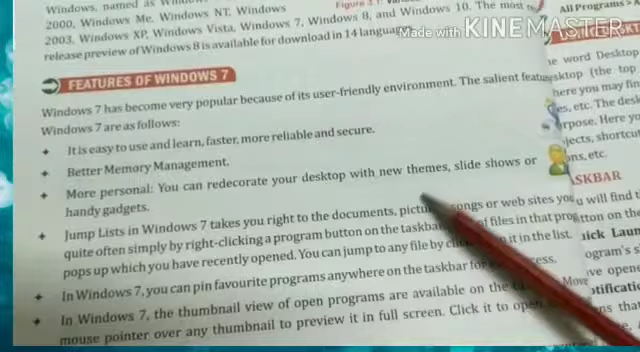 Windows, named as
2000, Windows Me, Windows NT, Windows
2003, Windows XP, Windows Vista, Windows 7, Windows 8, and Windows 10. The most
release preview of Windows 8 is available for download in 14 languag
Made with KINEMASTER
FEATURES OF WINDOWS 7
Windows 7 has become very popular because of its user-friendly environment. The salient featu
Windows 7 are as follows:
It is easy to use and learn, faster, more reliable and secure.
Better Memory Management.
More personal: You can redecorate your desktop with new themes, slide shows or
handy gadgets.
Jump Lists in Windows 7 takes you right to the documents, pictu songs or web sites you
quite often simply by right-clicking a program button on the taskba of files in that pro
pops up which you have recently opened. You can jump to any file by cli it in the list.
In Windows 7, you can pin favourite programs anywhere on the taskbar for ess.
In Windows 7, the thumbnail view of open programs are available on the Move
mouse pointer over any thumbnail to preview it in full screen. Click it to open
All Programs > A
he word Desktop
sktop (the top
here you may fin
es, etc. The desk
rpose. Here yo
jects, shortcu
ons, etc.
SKBAR
u will find t
tton on the
ick Laun
ogram's s
ve open
otificati
ns tha